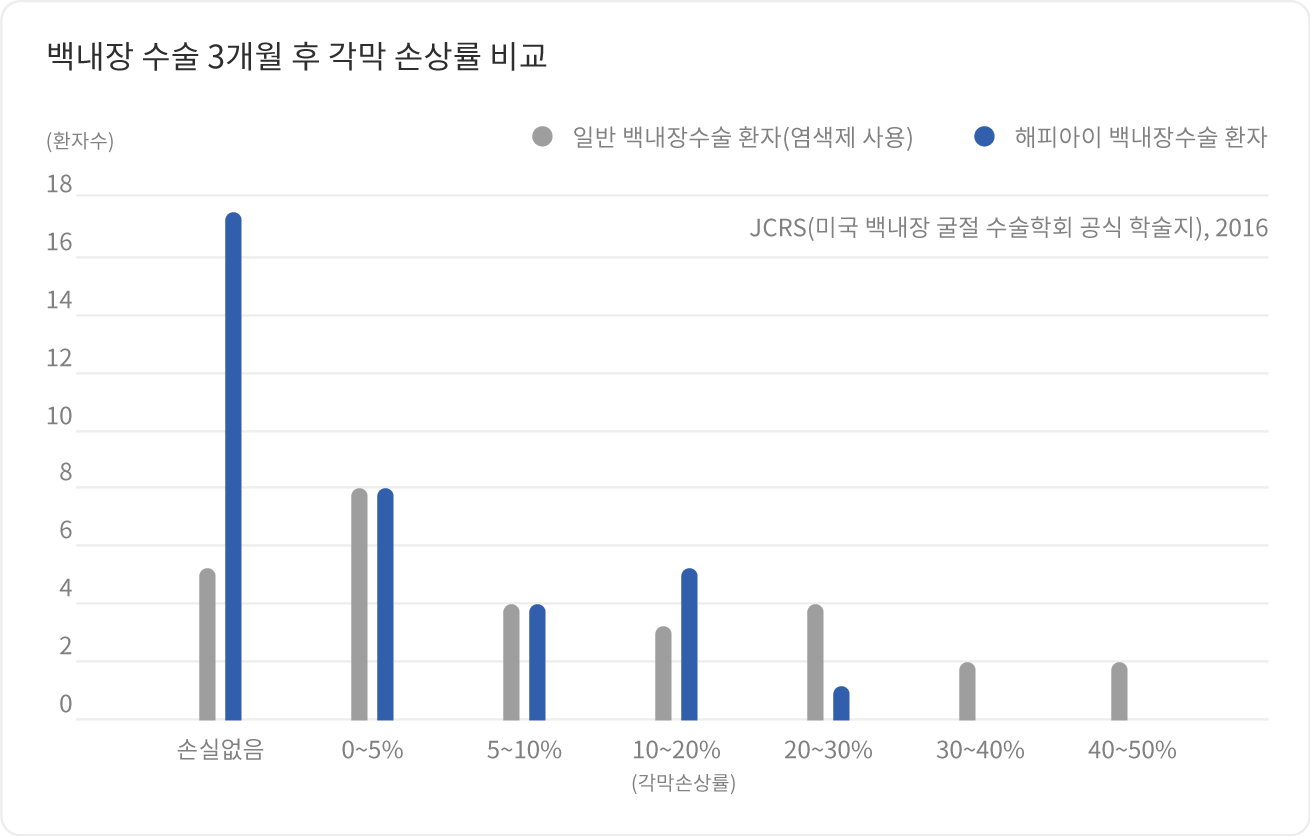 백내장 수술 3개월 후 각막 손상률 비교
(환자수)
일반 백내장수술 환자(염색제 사용)
해피아이 백내장수술 환자
JCRS(미국 백내장 굴절 수술학회 공식 학술지), 2016
18
16
14
12
10
8
6
4
2
0
손실없음 0~5% 5~10% 10~20% 20~30% 30~40% 40~50%
(각막손상률)